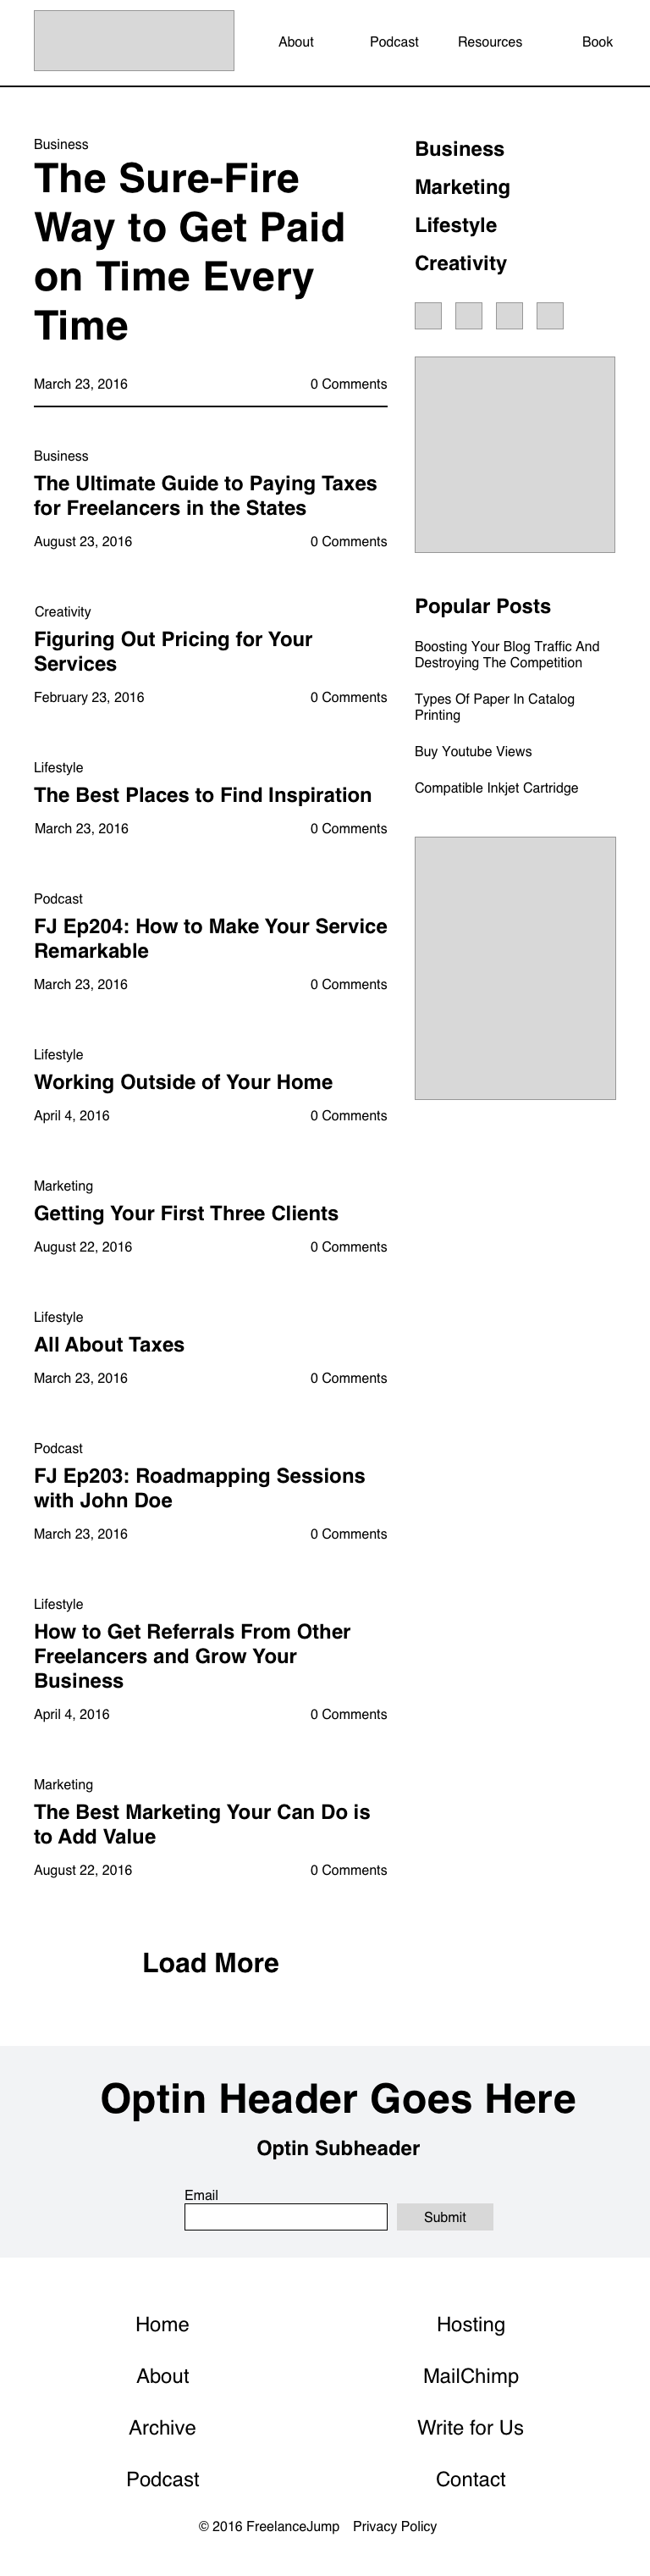 About Podcast Resources Book
Business
The Sure-Fire
Way to Get Paid
on Time Every
Time
March 23, 2016 0 Comments
Business
The Ultimate Guide to Paying Taxes
for Freelancers in the States
August 23, 2016 0 Comments
Creativity
Figuring Out Pricing for Your
Services
February 23, 2016 0 Comments
Lifestyle
The Best Places to Find Inspiration
March 23, 2016 0 Comments
Podcast
FJ Ep204: How to Make Your Service
Remarkable
March 23, 2016 0 Comments
Lifestyle
Working Outside of Your Home
April 4, 2016 0 Comments
Marketing
Getting Your First Three Clients
August 22, 2016 0 Comments
Lifestyle
All About Taxes
March 23, 2016 0 Comments
Podcast
FJ Ep203: Roadmapping Sessions
with John Doe
March 23, 2016 0 Comments
Lifestyle
How to Get Referrals From Other
Freelancers and Grow Your
Business
April 4, 2016 0 Comments
Marketing
The Best Marketing Your Can Do is
to Add Value
August 22, 2016 0 Comments
Load More
Business
Marketing
Lifestyle
Creativity
Popular Posts
Boosting Your Blog Traffic And
Destroying The Competition
Types Of Paper In Catalog
Printing
Buy Youtube Views
Compatible Inkjet Cartridge
Optin Header Goes Here
Optin Subheader
Email
Submit
Home
About
Archive
Podcast
Hosting
MailChimp
Write for Us
Contact
© 2016 FreelanceJump Privacy Policy